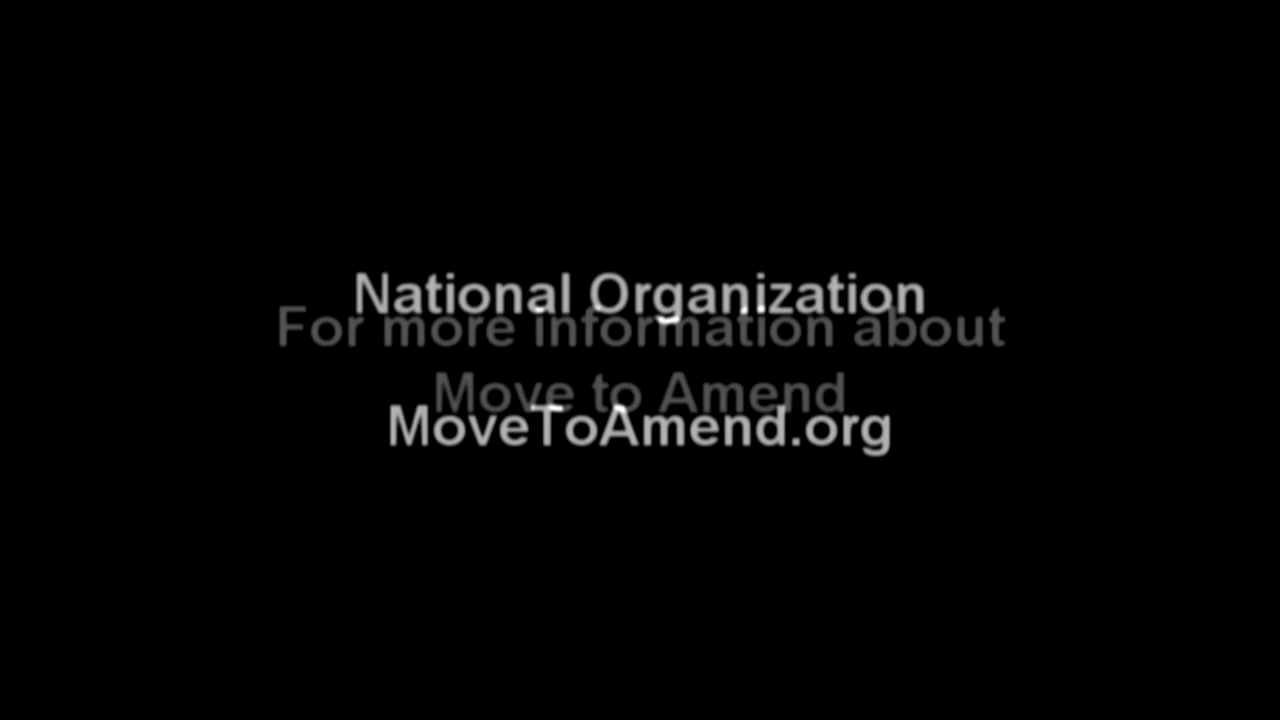 National Organization
For more information about
Move to Amend
MoveToAmend.org